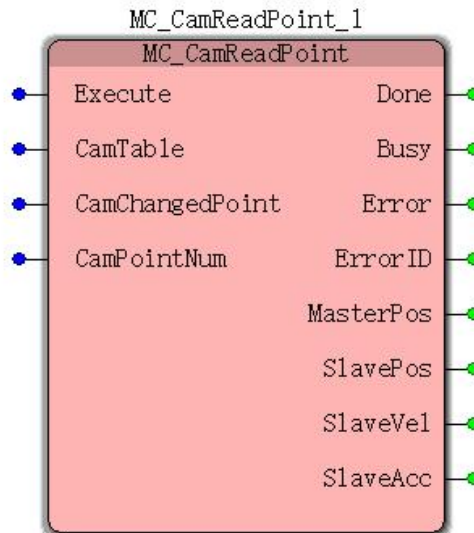 MC_CamReadPoint_1
MC_CamReadPoint
Execute Done
CamTable Busy
CamChangedPoint Error
CamPointNum ErrorID
MasterPos
SlavePos
SlaveVel
SlaveAcc